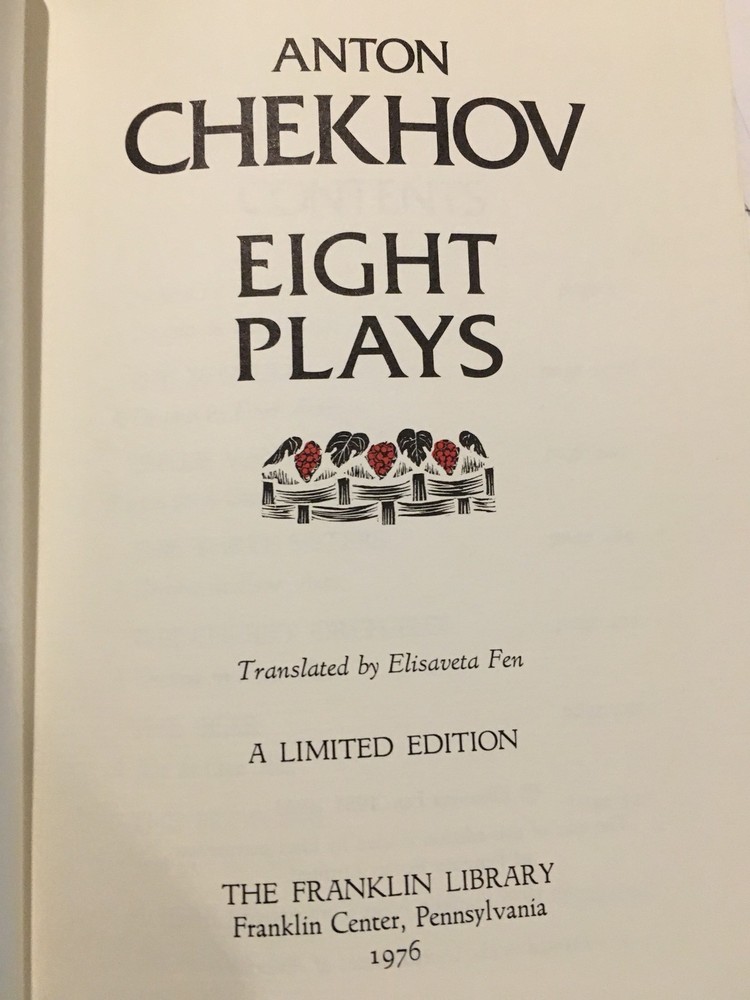 ANTON
CHEKHOV
EIGHT
PLAYS
Translated by Elisaveta Fen
A LIMITED EDITION
THE FRANKLIN LIBRARY
Franklin Center, Pennsylvania
1976